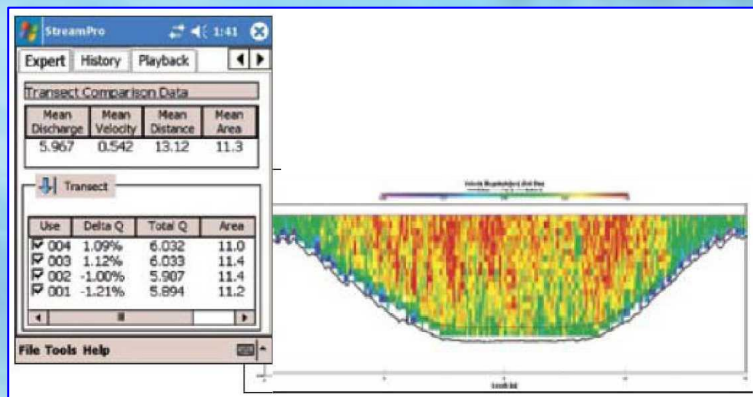 StreamPro 1:41
Expert History Playback
Transect Comparison Data
Mean Discharge Mean Velocity Mean Distance Mean Area
5.967 0.542 13.12 11.3
Transect
Use Delta Q Total Q Area
004 1.09% 6.032 11.0
003 1.12% 6.033 11.4
002 -1.00% 5.907 11.4
001 -1.21% 5.894 11.2
File Tools Help